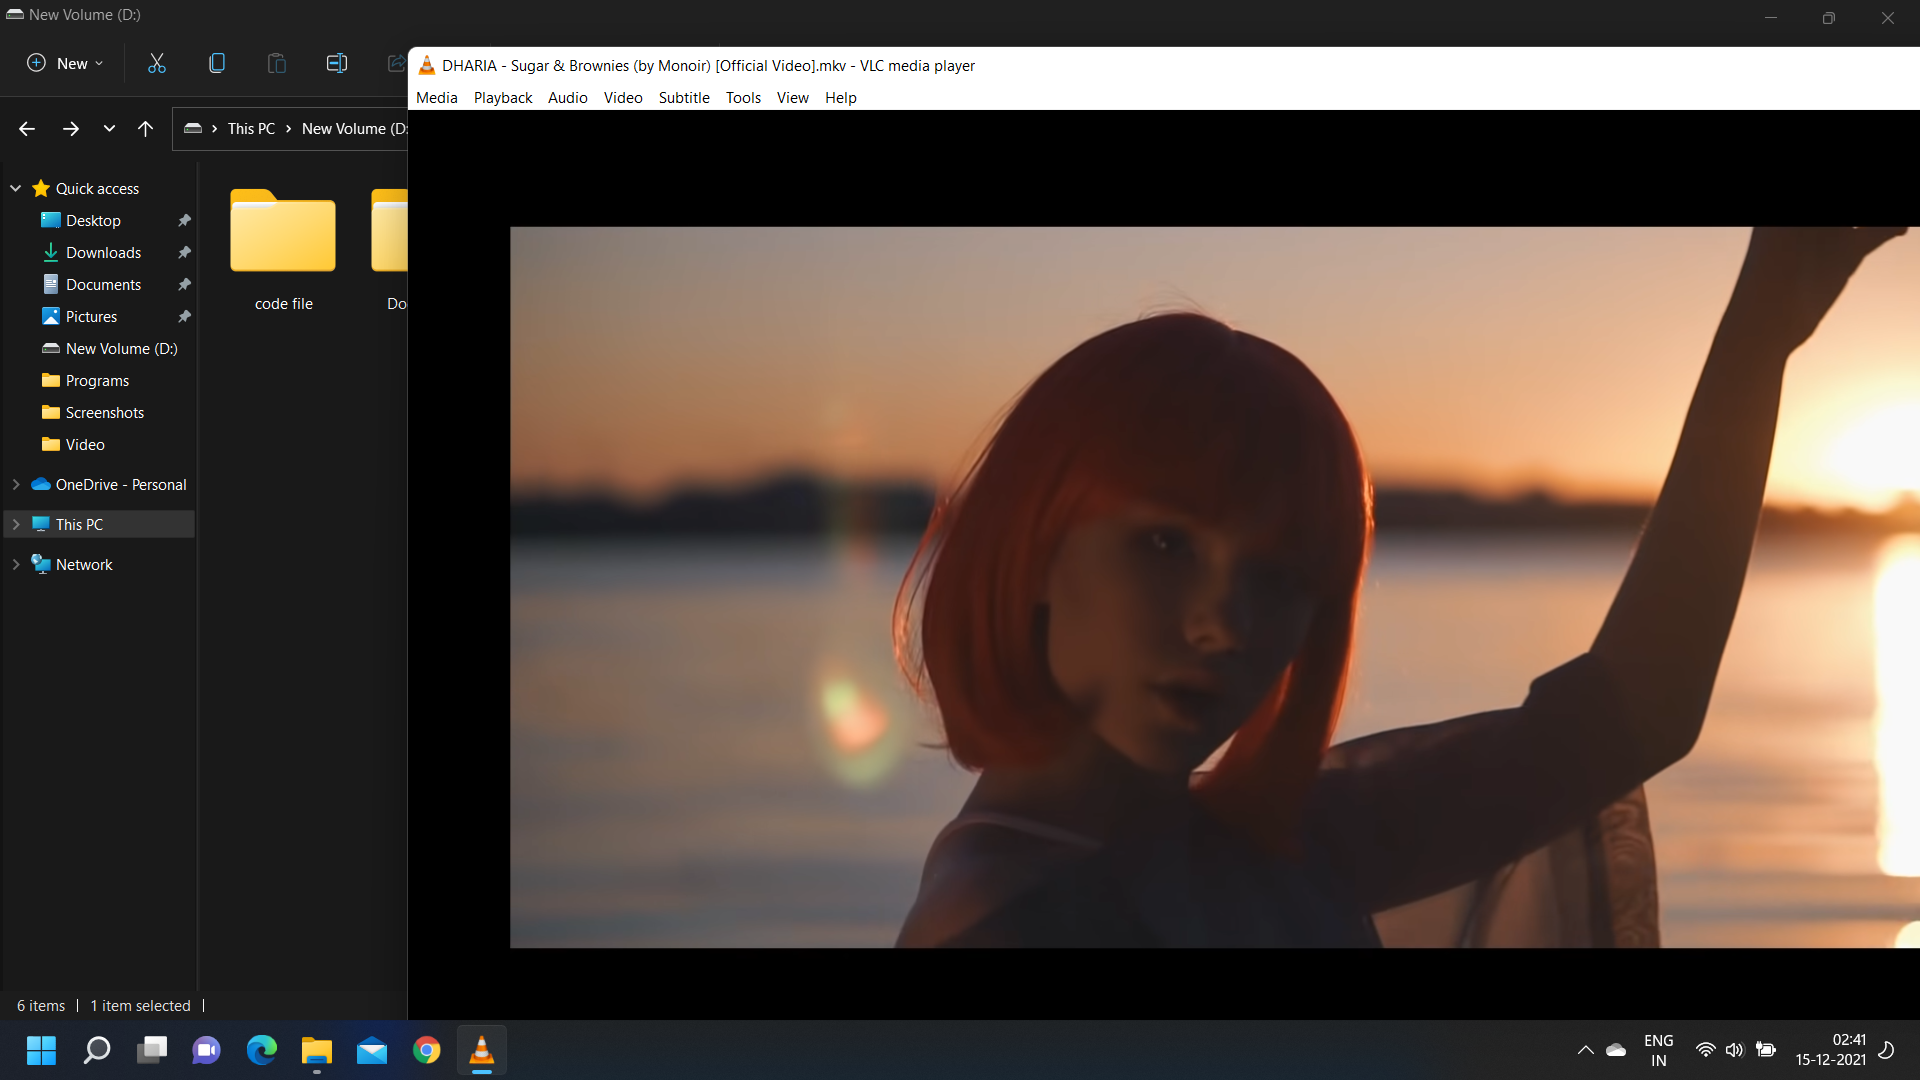 New Volume (D:)
New
DHARIA - Sugar & Brownies (by Monoir) [Official Video].mkv - VLC media player
Media Playback Audio Video Subtitle Tools View Help
This PC New Volume (D:
Quick access
Desktop
Downloads
Documents
Pictures
New Volume (D:)
Programs
Screenshots
Video
OneDrive - Personal
This PC
Network
code file
Do
6 items 1 item selected
ENG
IN
02:41
15-12-2021